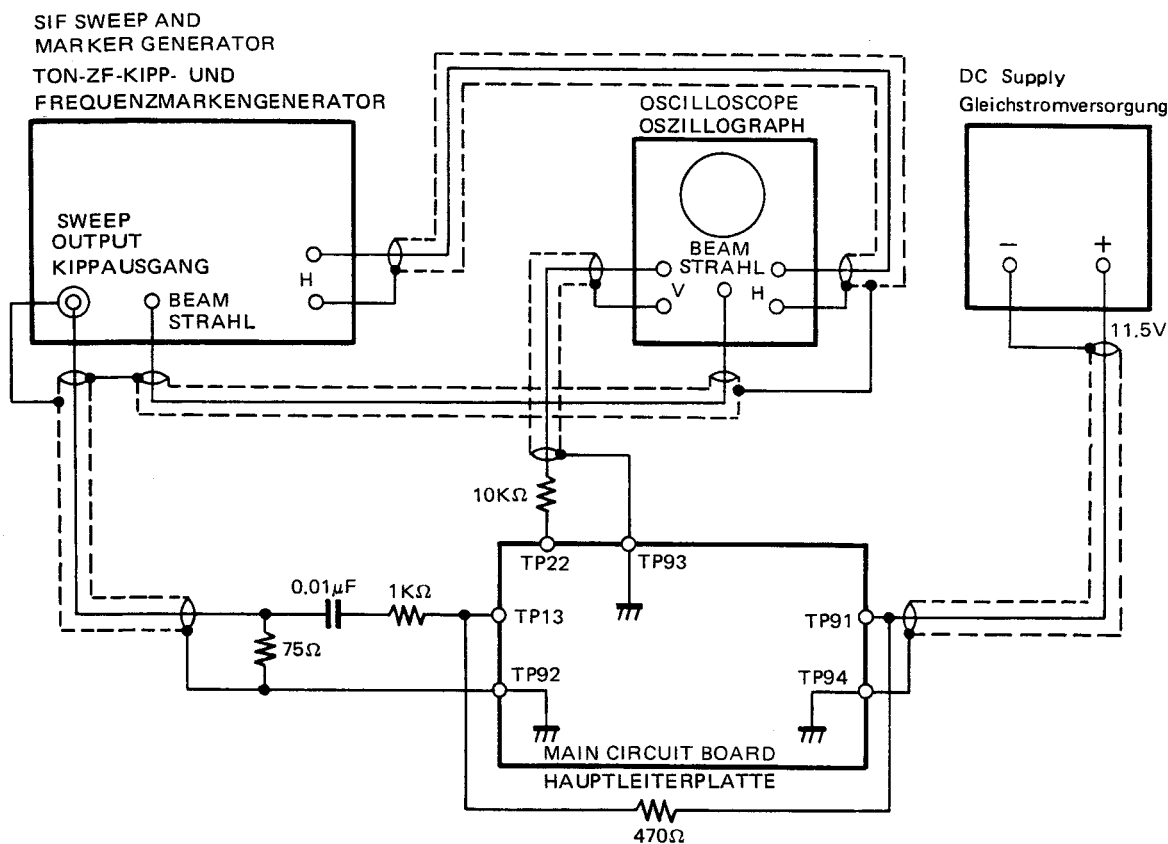 SIF SWEEP AND
MARKER GENERATOR
TON-ZF-KIPP- UND
FREQUENZMARKENGENERATOR
OSCILLOSCOPE
OSZILLOGRAPH
DC Supply
Gleichstromversorgung
SWEEP
OUTPUT
KIPPAUSGANG
H
BEAM
STRAHL
BEAM
STRAHL
V
H
−
+
11.5V
10KΩ
TP22
TP93
0.01μF
1KΩ
TP13
TP91
75Ω
TP92
TP94
MAIN CIRCUIT BOARD
HAUPTLEITERPLATTE
470Ω